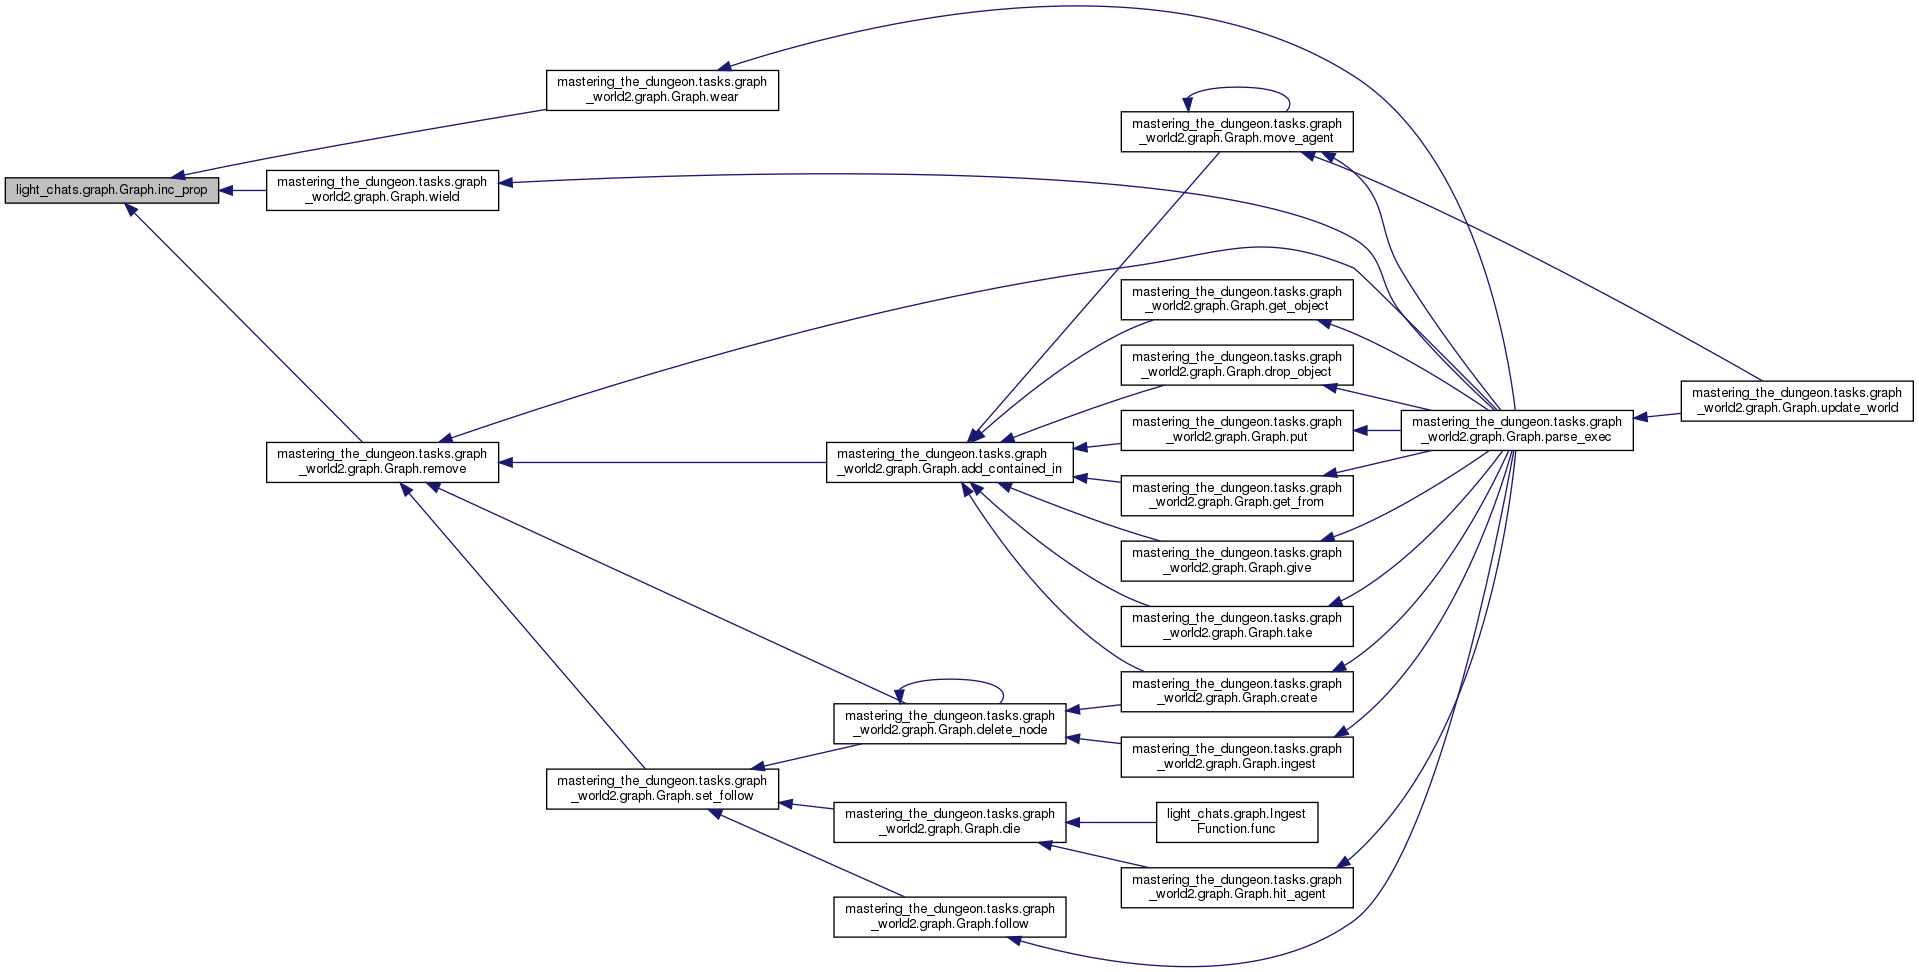 mastering_the_dungeon.tasks.graph
_world2.graph.Graph.wear
mastering_the_dungeon.tasks.graph
_world2.graph.Graph.move_agent
light_chats.graph.Graph.inc_prop
mastering_the_dungeon.tasks.graph
_world2.graph.Graph.wield
mastering_the_dungeon.tasks.graph
_world2.graph.Graph.get_object
mastering_the_dungeon.tasks.graph
_world2.graph.Graph.drop_object
mastering_the_dungeon.tasks.graph
_world2.graph.Graph.update_world
mastering_the_dungeon.tasks.graph
_world2.graph.Graph.put
mastering_the_dungeon.tasks.graph
_world2.graph.Graph.parse_exec
mastering_the_dungeon.tasks.graph
_world2.graph.Graph.remove
mastering_the_dungeon.tasks.graph
_world2.graph.Graph.add_contained_in
mastering_the_dungeon.tasks.graph
_world2.graph.Graph.get_from
mastering_the_dungeon.tasks.graph
_world2.graph.Graph.give
mastering_the_dungeon.tasks.graph
_world2.graph.Graph.take
mastering_the_dungeon.tasks.graph
_world2.graph.Graph.create
mastering_the_dungeon.tasks.graph
_world2.graph.Graph.delete_node
mastering_the_dungeon.tasks.graph
_world2.graph.Graph.ingest
mastering_the_dungeon.tasks.graph
_world2.graph.Graph.set_follow
mastering_the_dungeon.tasks.graph
_world2.graph.Graph.die
light_chats.graph.Ingest
Function.func
mastering_the_dungeon.tasks.graph
_world2.graph.Graph.hit_agent
mastering_the_dungeon.tasks.graph
_world2.graph.Graph.follow